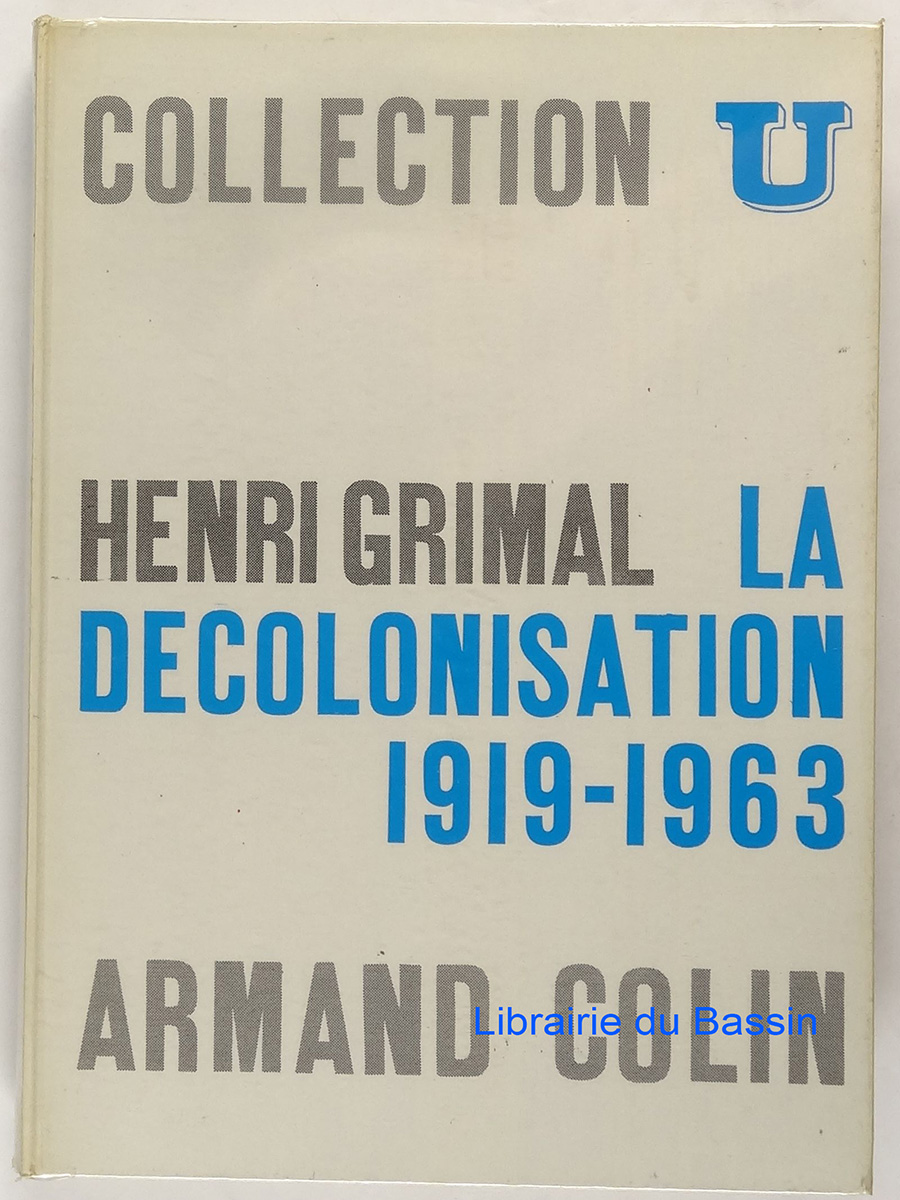 COLLECTION U
HENRI GRIMAL LA
DECOLONISATION
1919-1963
ARMAND COLIN
Librairie du Bassin